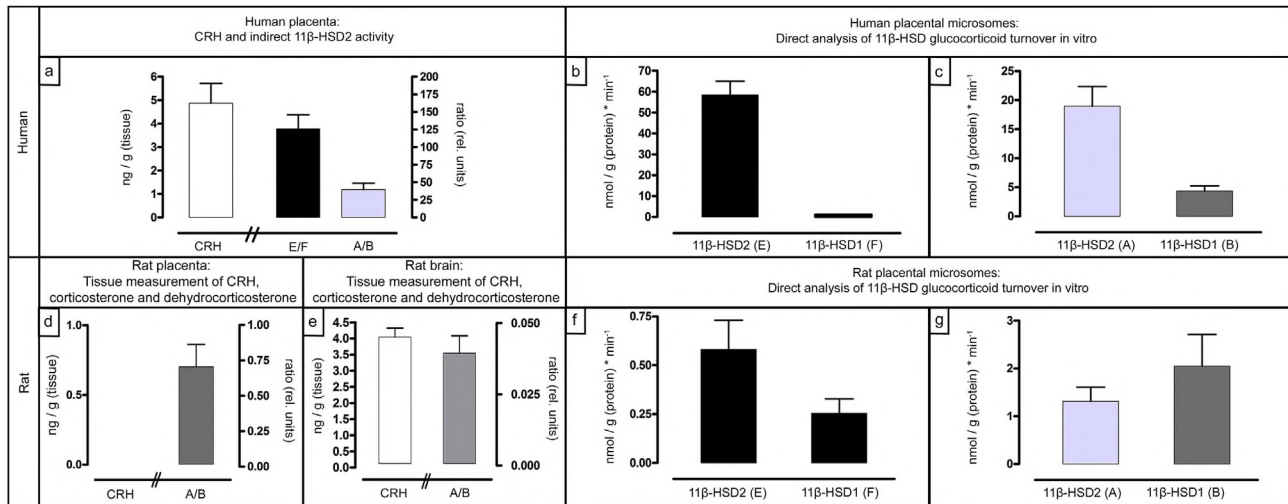 Human placenta:
CRH and indirect 11β-HSD2 activity
Human placental microsomes:
Direct analysis of 11β-HSD glucocorticoid turnover in vitro
Human
a
ng / g (tissue)
6
5
4
3
2
1
0
200
175
150
125
100
75
50
25
0
ratio (rel. units)
CRH
E/F
A/B
b
nmol / g (protein) * min⁻¹
70
60
50
40
30
20
10
0
11β-HSD2 (E)
11β-HSD1 (F)
c
nmol / g (protein) * min⁻¹
25
20
15
10
5
0
11β-HSD2 (A)
11β-HSD1 (B)
Rat placenta:
Tissue measurement of CRH,
corticosterone and dehydrocorticosterone
Rat brain:
Tissue measurement of CRH,
corticosterone and dehydrocorticosterone
Rat placental microsomes:
Direct analysis of 11β-HSD glucocorticoid turnover in vitro
Rat
d
ng / g (tissue)
1.0
0.5
0.0
1.00
0.75
0.50
0.25
0.00
ratio (rel. units)
CRH
A/B
e
ng / g (tissue)
4.5
4.0
3.5
3.0
2.5
2.0
1.5
1.0
0.5
0.0
0.050
0.025
0.000
ratio (rel. units)
CRH
A/B
f
nmol / g (protein) * min⁻¹
0.75
0.50
0.25
0.00
11β-HSD2 (E)
11β-HSD1 (F)
g
nmol / g (protein) * min⁻¹
3
2
1
0
11β-HSD2 (A)
11β-HSD1 (B)